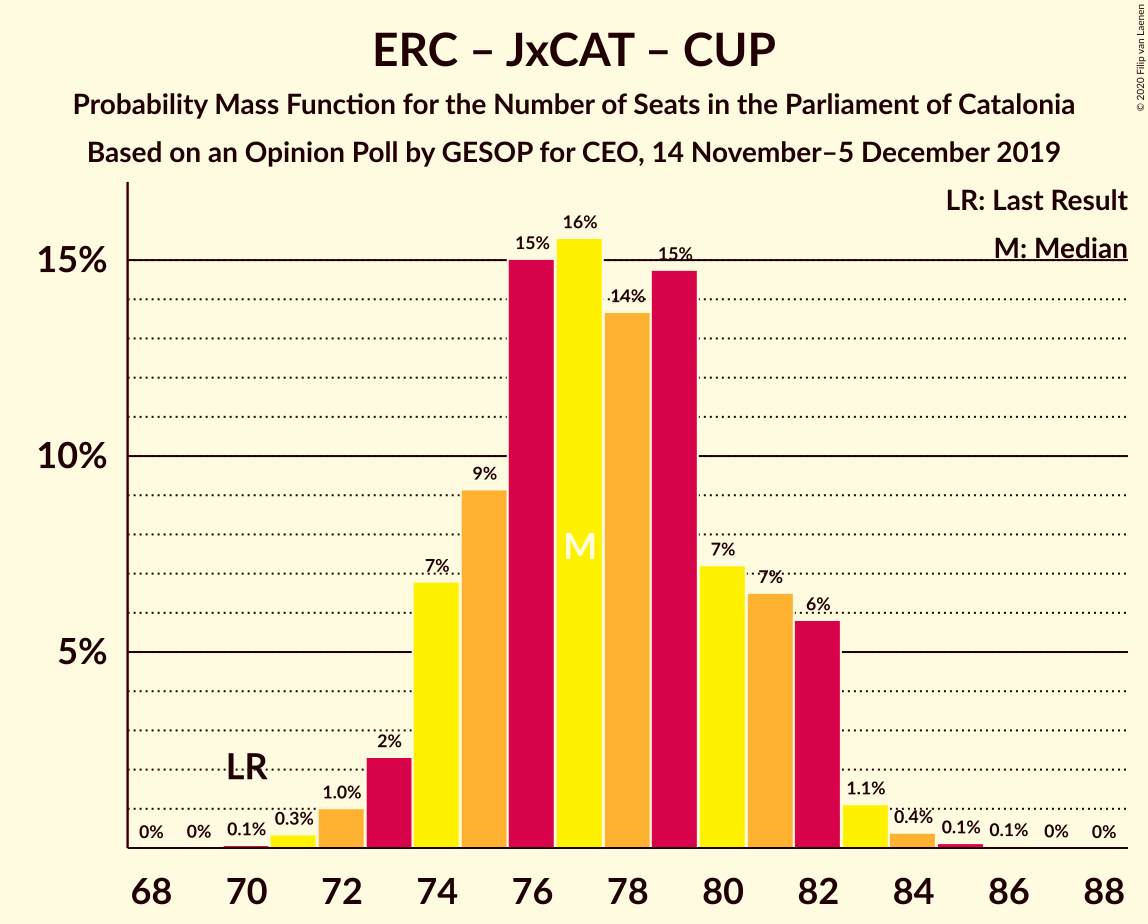 ERC – JxCAT – CUP
Probability Mass Function for the Number of Seats in the Parliament of Catalonia
Based on an Opinion Poll by GESOP for CEO, 14 November–5 December 2019
© 2020 Filip van Laenen
LR: Last Result
M: Median
15%
10%
5%
0% 0% 0.1% 0.3% 1.0% 2% 7% 9% 15% 16% 14% 15% 7% 7% 6% 1.1% 0.4% 0.1% 0.1% 0% 0%
LR
M
68 70 72 74 76 78 80 82 84 86 88